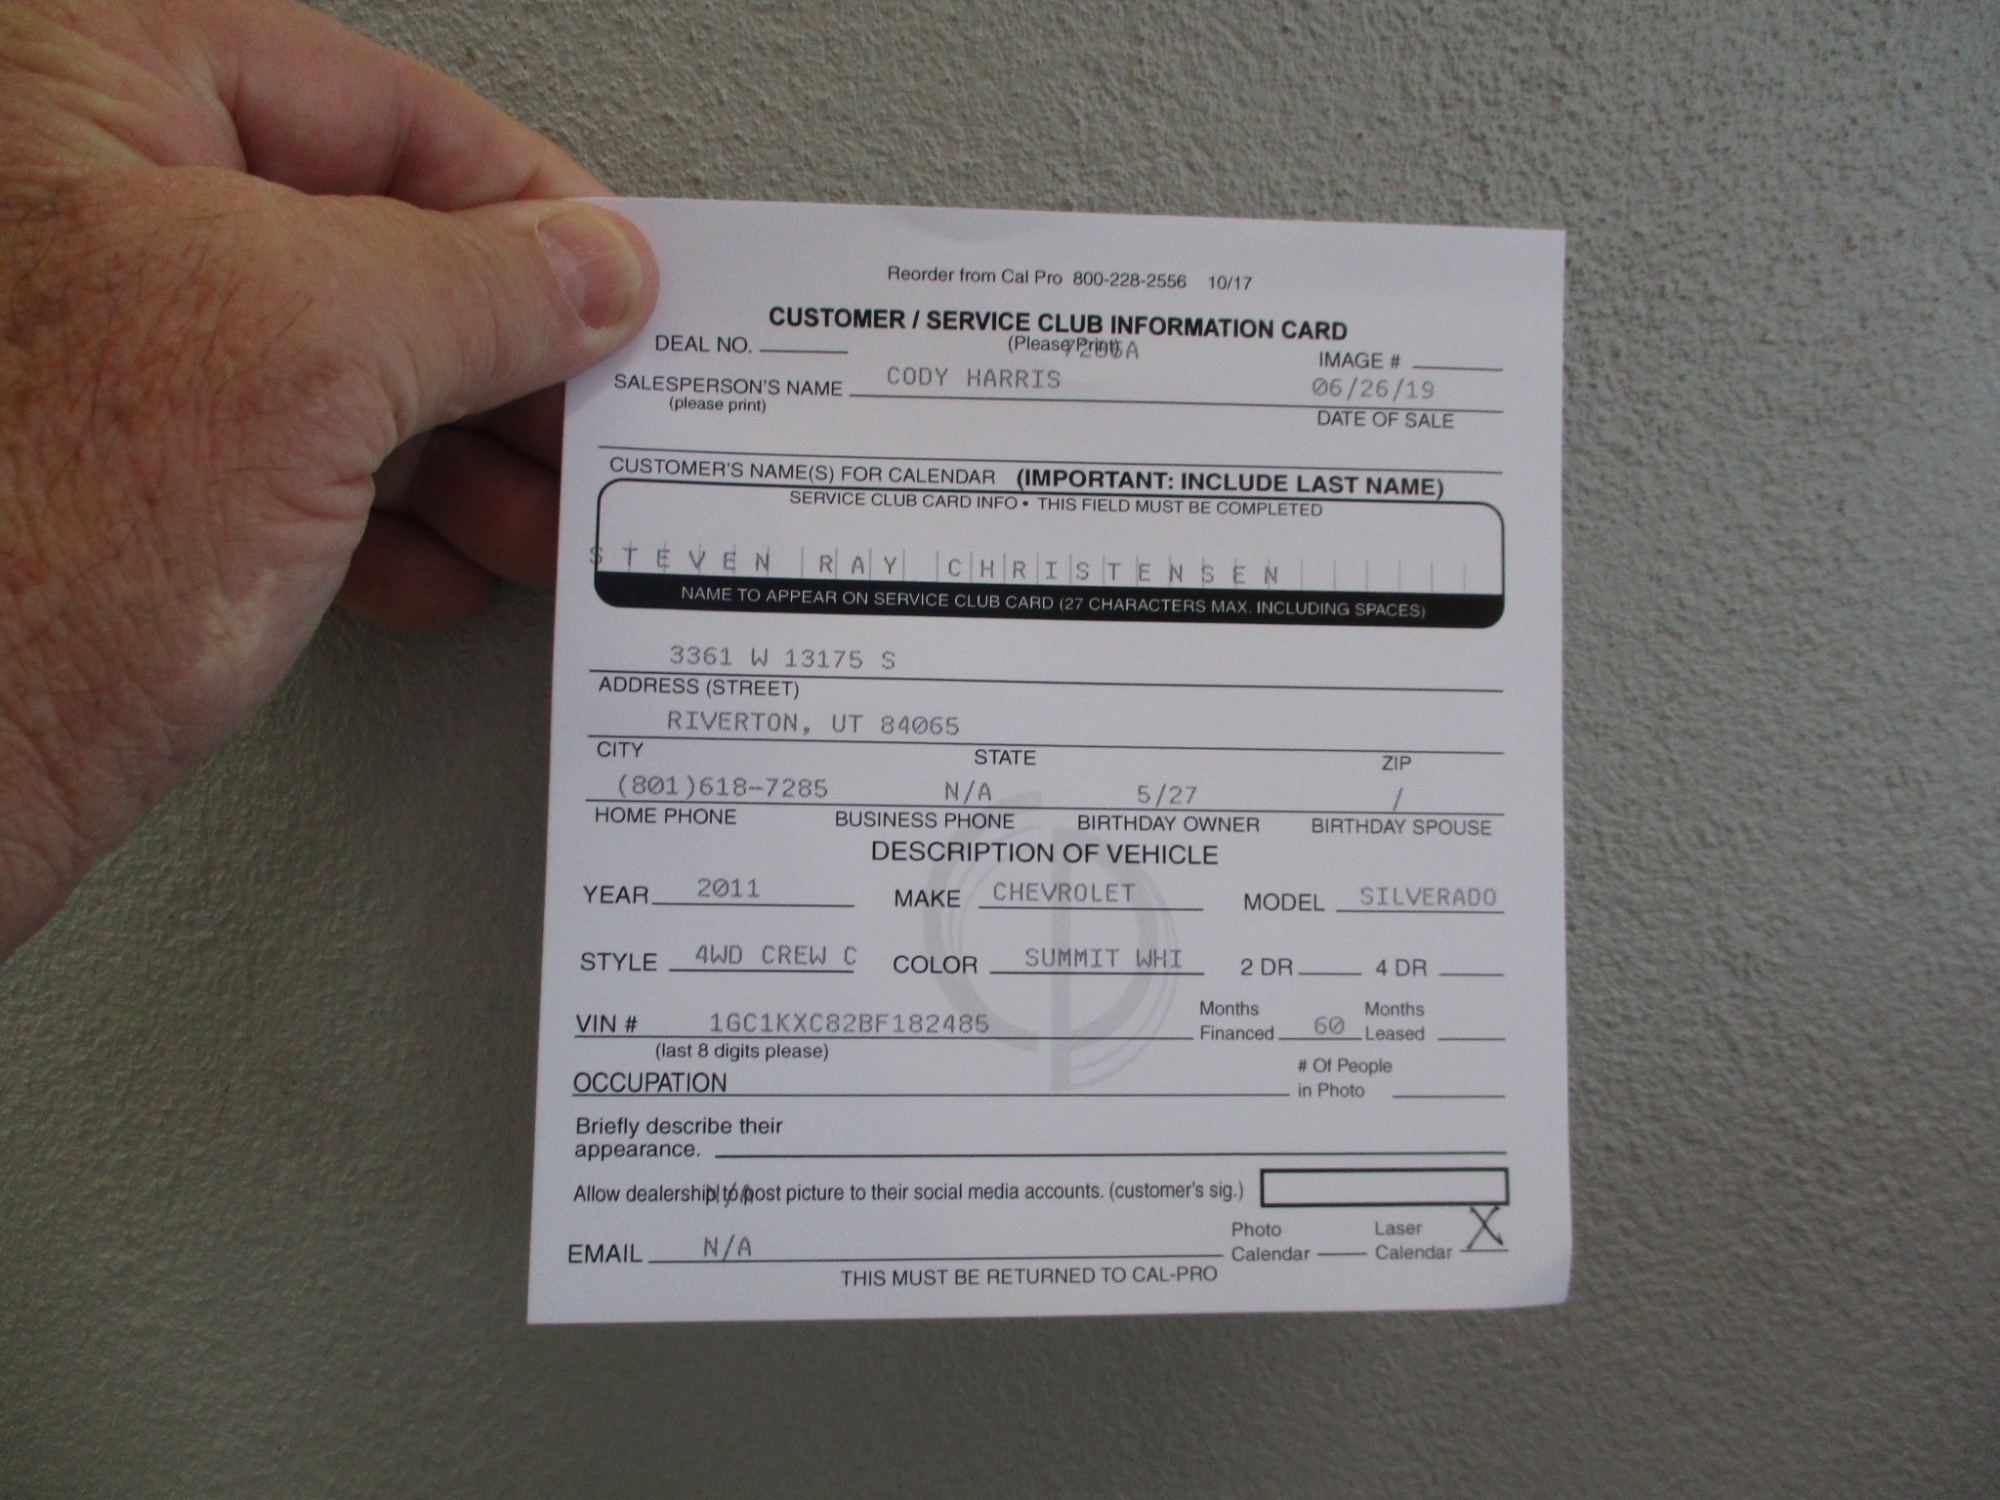 Reorder from Cal Pro 800-228-2556 10/17
CUSTOMER / SERVICE CLUB INFORMATION CARD
DEAL NO. (Please Print) IMAGE #
SALESPERSON'S NAME CODY HARRIS 06/26/19
(please print) DATE OF SALE
CUSTOMER'S NAME(S) FOR CALENDAR (IMPORTANT: INCLUDE LAST NAME)
SERVICE CLUB CARD INFO • THIS FIELD MUST BE COMPLETED
STEVEN RAY CHRISTENSEN
NAME TO APPEAR ON SERVICE CLUB CARD (27 CHARACTERS MAX. INCLUDING SPACES)
3361 W 13175 S
ADDRESS (STREET)
RIVERTON, UT 84065
CITY STATE ZIP
(801)618-7285 N/A 5/27 /
HOME PHONE BUSINESS PHONE BIRTHDAY OWNER BIRTHDAY SPOUSE
DESCRIPTION OF VEHICLE
YEAR 2011 MAKE CHEVROLET MODEL SILVERADO
STYLE 4WD CREW C COLOR SUMMIT WHI 2 DR 4 DR
VIN # 1GC1KXC82BF182485 Months Financed 60 Months Leased
(last 8 digits please)
OCCUPATION # Of People in Photo
Briefly describe their
appearance.
Allow dealership to post picture to their social media accounts. (customer's sig.)
EMAIL N/A Photo Calendar Laser Calendar X
THIS MUST BE RETURNED TO CAL-PRO